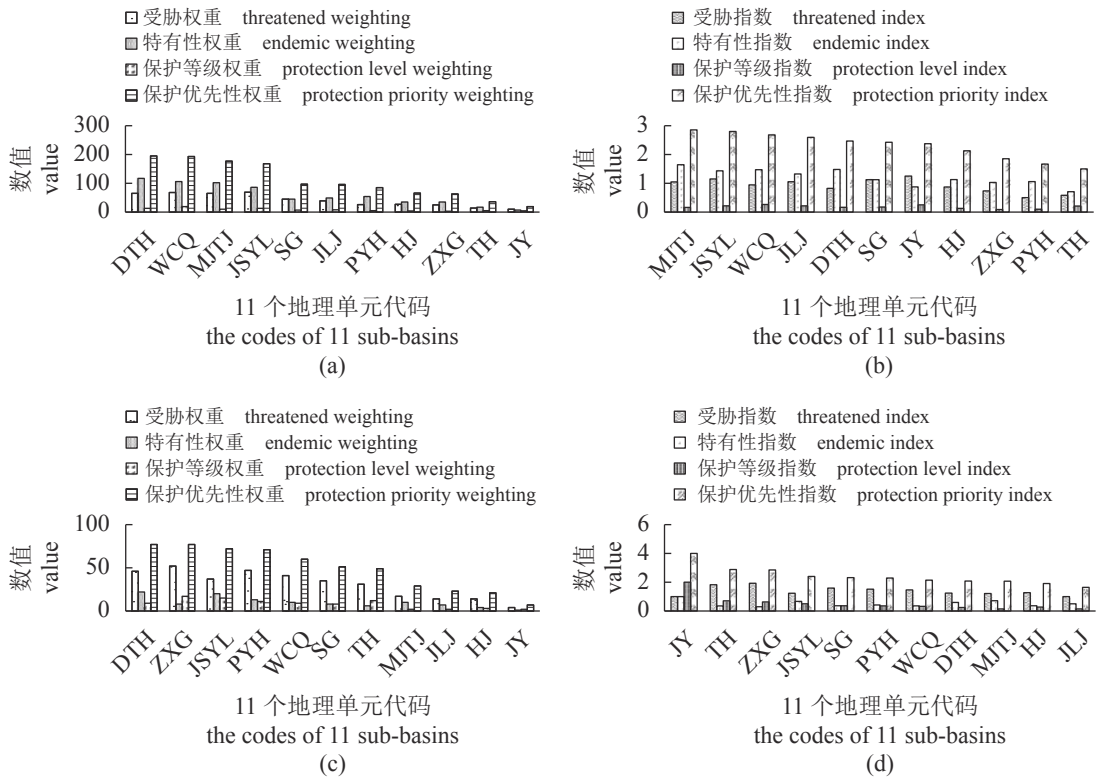 受胁权重 threatened weighting
特有性权重 endemic weighting
保护等级权重 protection level weighting
保护优先性权重 protection priority weighting
300
200
100
0
数值
value
DTH WCQ MJTJ JSYL SG JLJ PYH HJ ZXG TH JY
11 个地理单元代码
the codes of 11 sub-basins
(a)
受胁指数 threatened index
特有性指数 endemic index
保护等级指数 protection level index
保护优先性指数 protection priority index
3
2
1
0
数值
value
MJTJ JSYL WCQ JLJ DTH SG JY HJ ZXG PYH TH
11 个地理单元代码
the codes of 11 sub-basins
(b)
受胁权重 threatened weighting
特有性权重 endemic weighting
保护等级权重 protection level weighting
保护优先性权重 protection priority weighting
100
50
0
数值
value
DTH ZXG JSYL PYH WCQ SG TH MJTJ JLJ HJ JY
11 个地理单元代码
the codes of 11 sub-basins
(c)
受胁指数 threatened index
特有性指数 endemic index
保护等级指数 protection level index
保护优先性指数 protection priority index
6
4
2
0
数值
value
JY TH ZXG JSYL SG PYH WCQ DTH MJTJ HJ JLJ
11 个地理单元代码
the codes of 11 sub-basins
(d)